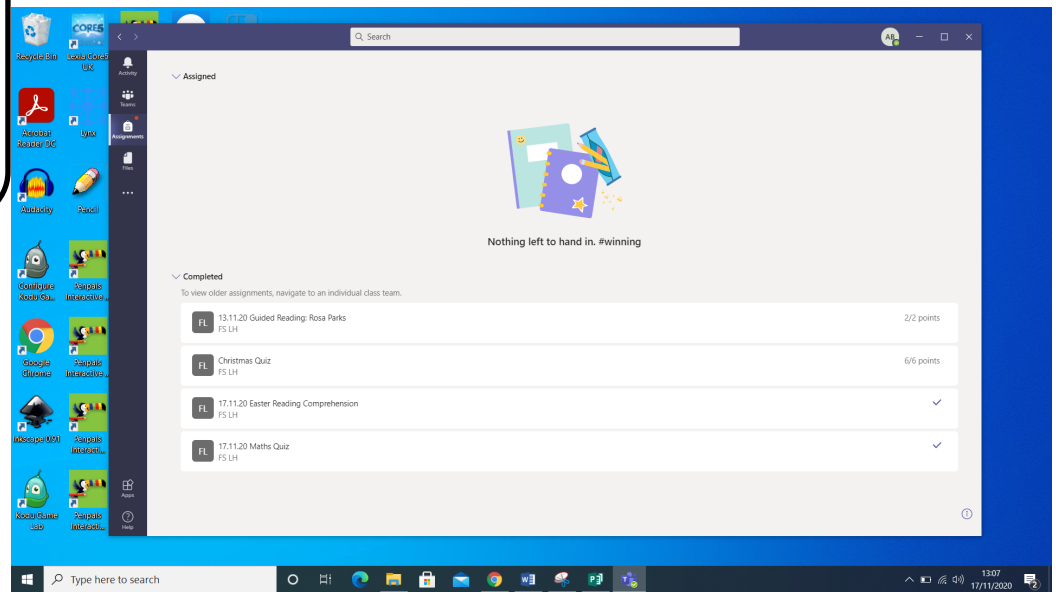 Recycle Bin
CORE5
Lexia Core5
UK
Acrobat
Reader DC
Lynx
Audacity
Pencil
Configure
Kodu Ga...
Penpals
Interactive...
Google
Chrome
Penpals
Interactive...
Inkscape 0.91
Penpals
Interacti...
Kodu Game
Lab
Penpals
Interacti...
Search
AB
Activity
Teams
Assignments
Files
Apps
Help
Assigned
Nothing left to hand in. #winning
Completed
To view older assignments, navigate to an individual class team.
FL
13.11.20 Guided Reading: Rosa Parks
FS LH
2/2 points
FL
Christmas Quiz
FS LH
6/6 points
FL
17.11.20 Easter Reading Comprehension
FS LH
FL
17.11.20 Maths Quiz
FS LH
Type here to search
13:07
17/11/2020
2